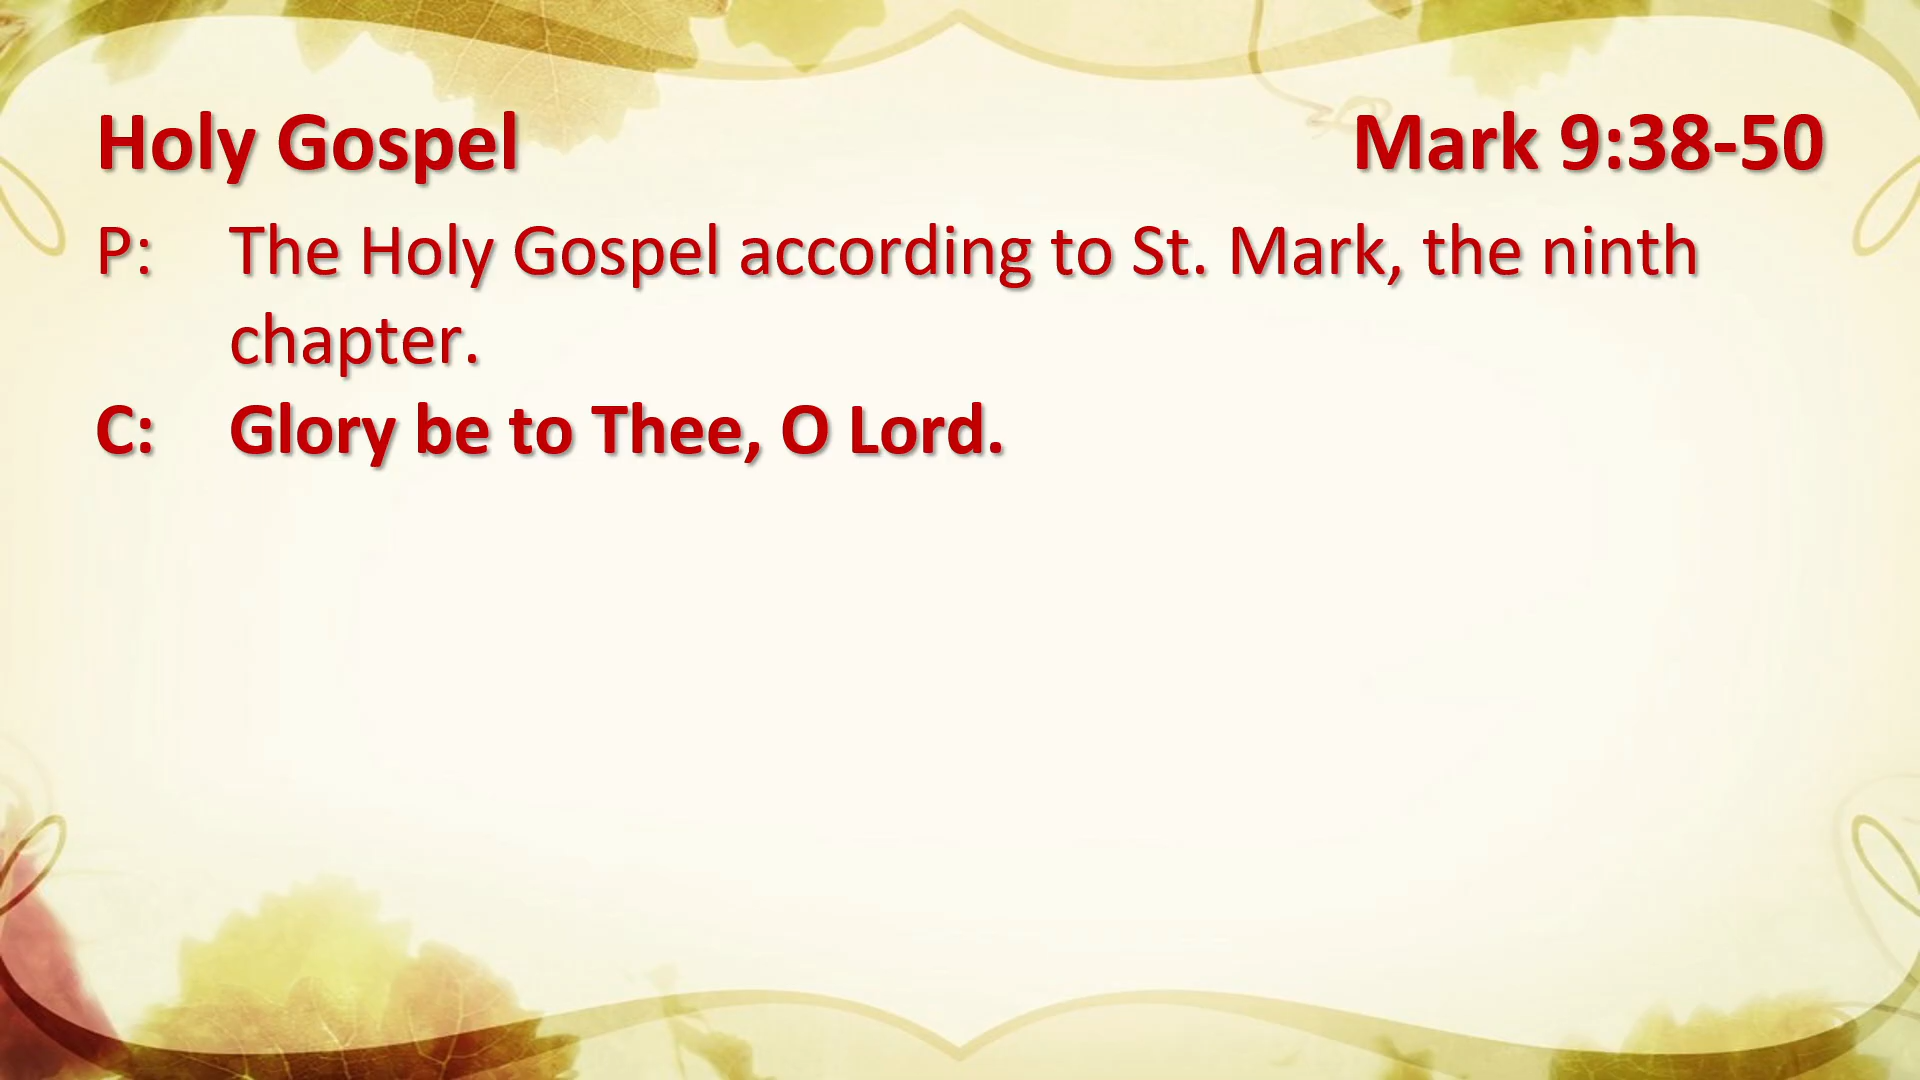 Holy Gospel Mark 9:38-50
P: The Holy Gospel according to St. Mark, the ninth
chapter.
C: Glory be to Thee, O Lord.